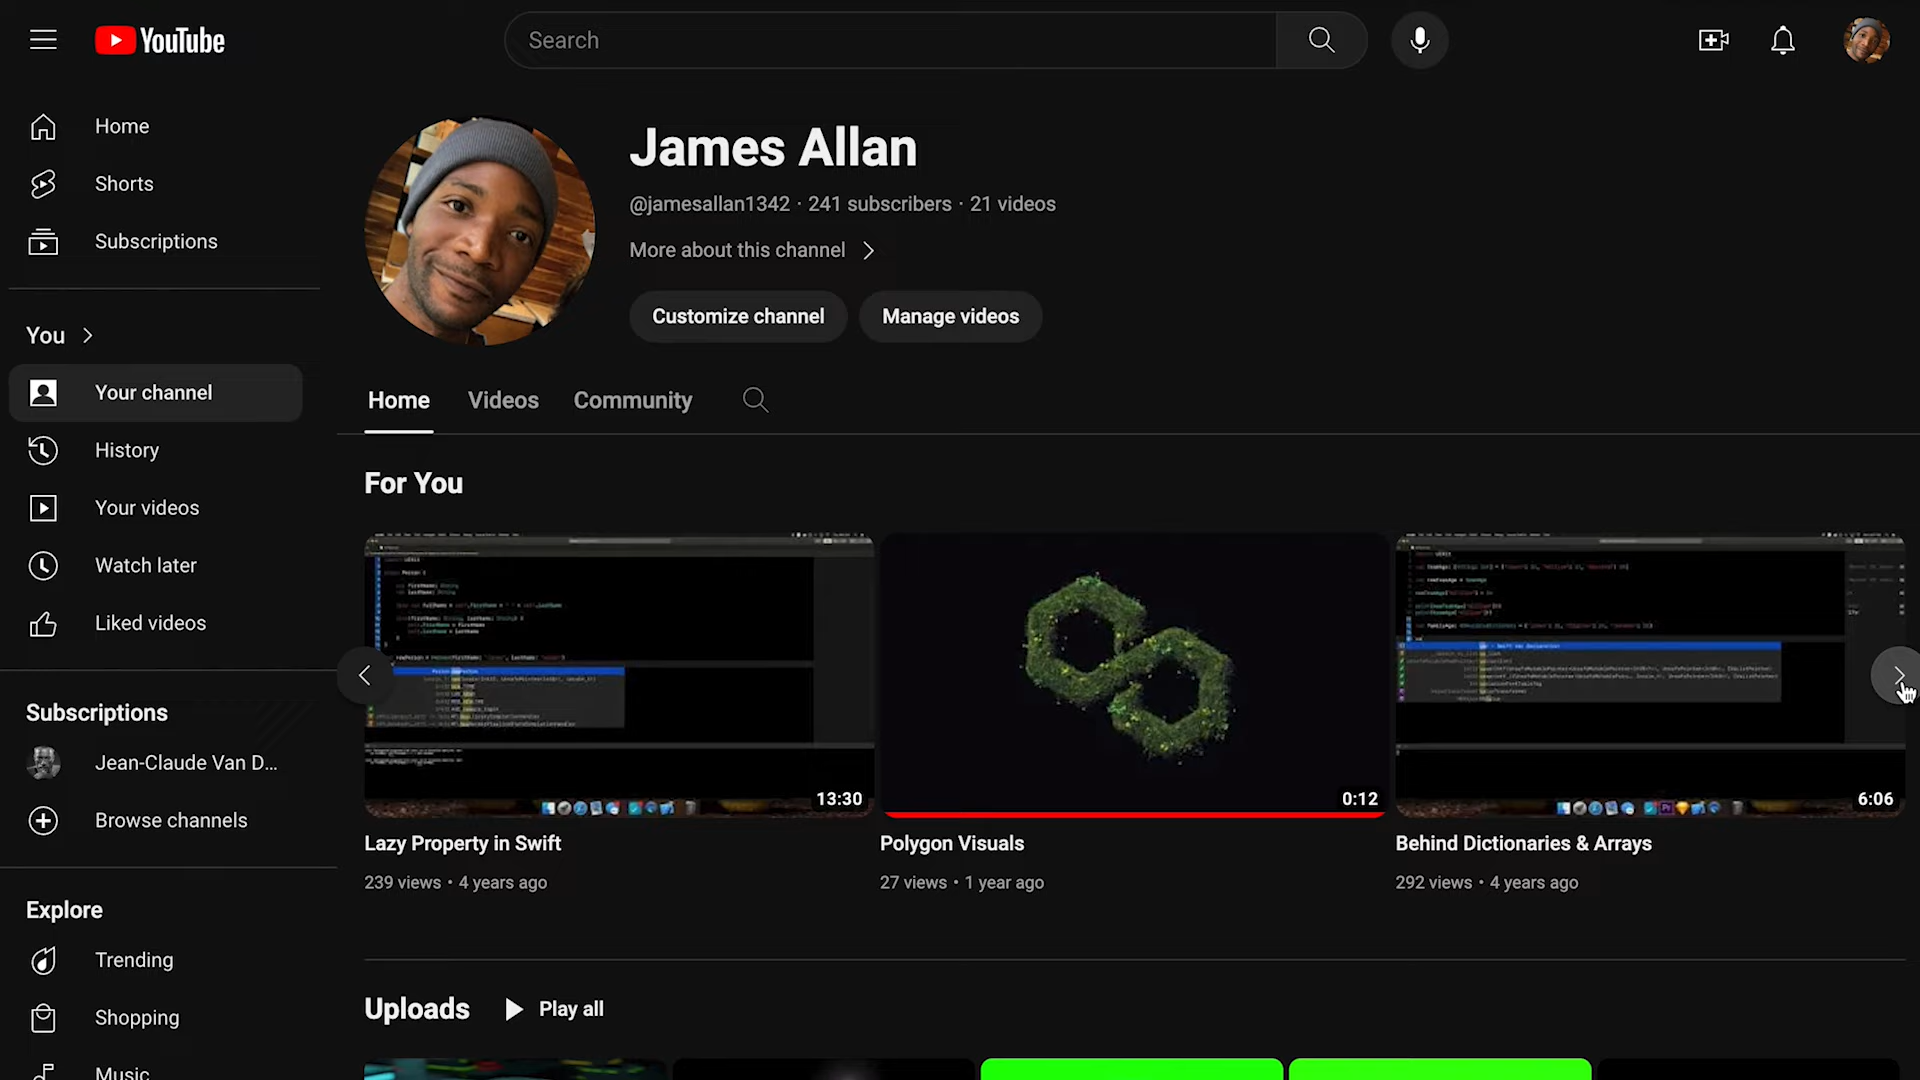 YouTube
Search
Home
Shorts
Subscriptions
You
Your channel
History
Your videos
Watch later
Liked videos
Subscriptions
Jean-Claude Van D...
Browse channels
Explore
Trending
Shopping
Music
James Allan
@jamesallan1342 · 241 subscribers · 21 videos
More about this channel
Customize channel
Manage videos
Home Videos Community
For You
13:30
0:12
6:06
Lazy Property in Swift
239 views • 4 years ago
Polygon Visuals
27 views • 1 year ago
Behind Dictionaries & Arrays
292 views • 4 years ago
Uploads
Play all